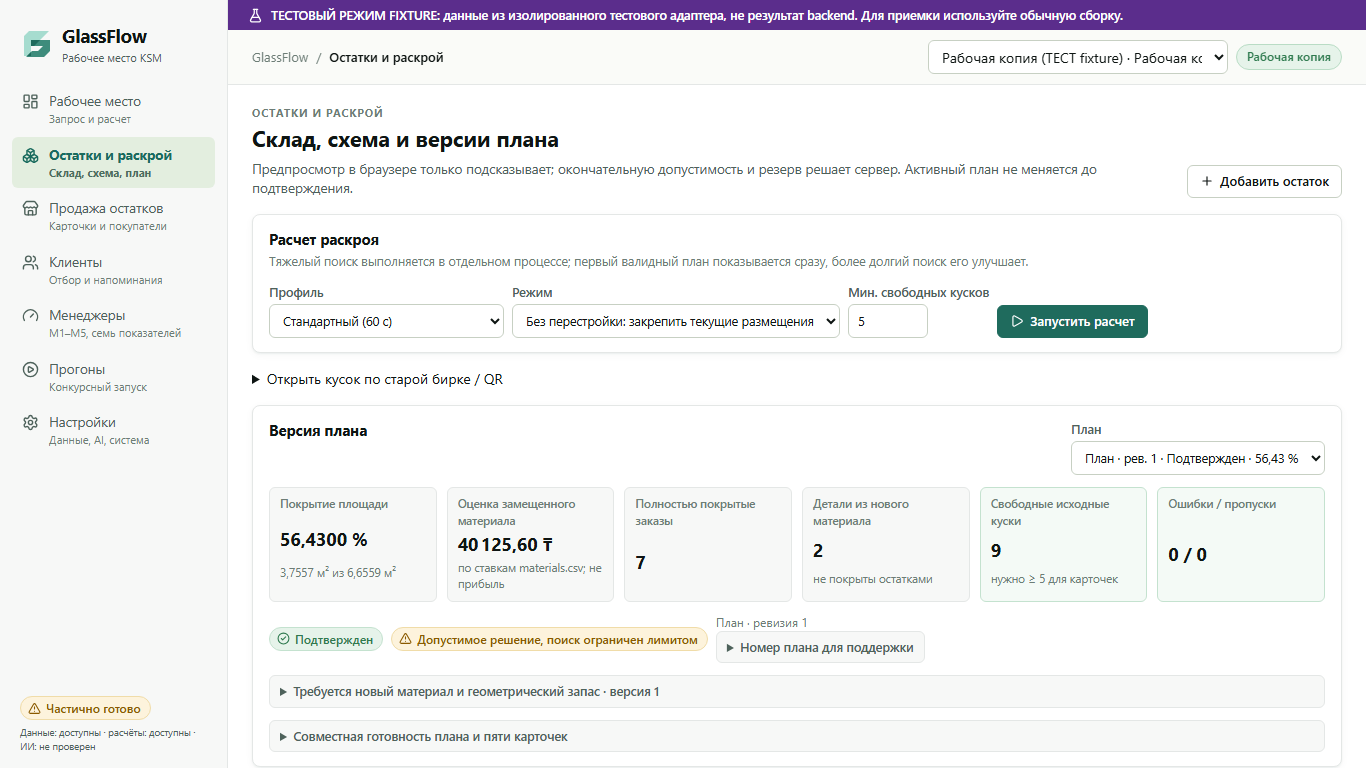 ТЕСТОВЫЙ РЕЖИМ FIXTURE: данные из изолированного тестового адаптера, не результат backend. Для приемки используйте обычную сборку.
GlassFlow
Рабочее место KSM
Рабочее место
Запрос и расчет
Остатки и раскрой
Склад, схема, план
Продажа остатков
Карточки и покупатели
Клиенты
Отбор и напоминания
Менеджеры
М1–М5, семь показателей
Прогоны
Конкурсный запуск
Настройки
Данные, AI, система
Частично готово
Данные: доступны · расчёты: доступны ·
ИИ: не проверен
GlassFlow / Остатки и раскрой
Рабочая копия (ТЕСТ fixture) · Рабочая кс
Рабочая копия
ОСТАТКИ И РАСКРОЙ
Склад, схема и версии плана
Предпросмотр в браузере только подсказывает; окончательную допустимость и резерв решает сервер. Активный план не меняется до
подтверждения.
+ Добавить остаток
Расчет раскроя
Тяжелый поиск выполняется в отдельном процессе; первый валидный план показывается сразу, более долгий поиск его улучшает.
Профиль
Стандартный (60 с)
Режим
Без перестройки: закрепить текущие размещения
Мин. свободных кусков
5
Запустить расчет
Открыть кусок по старой бирке / QR
Версия плана
План
План · рев. 1 · Подтвержден · 56,43 %
Покрытие площади
56,4300 %
3,7557 м² из 6,6559 м²
Оценка замещенного
материала
40 125,60 ₸
по ставкам materials.csv; не
прибыль
Полностью покрытые
заказы
7
Детали из нового
материала
2
не покрыты остатками
Свободные исходные
куски
9
нужно ≥ 5 для карточек
Ошибки / пропуски
0 / 0
Подтвержден
Допустимое решение, поиск ограничен лимитом
План · ревизия 1
Номер плана для поддержки
Требуется новый материал и геометрический запас · версия 1
Совместная готовность плана и пяти карточек